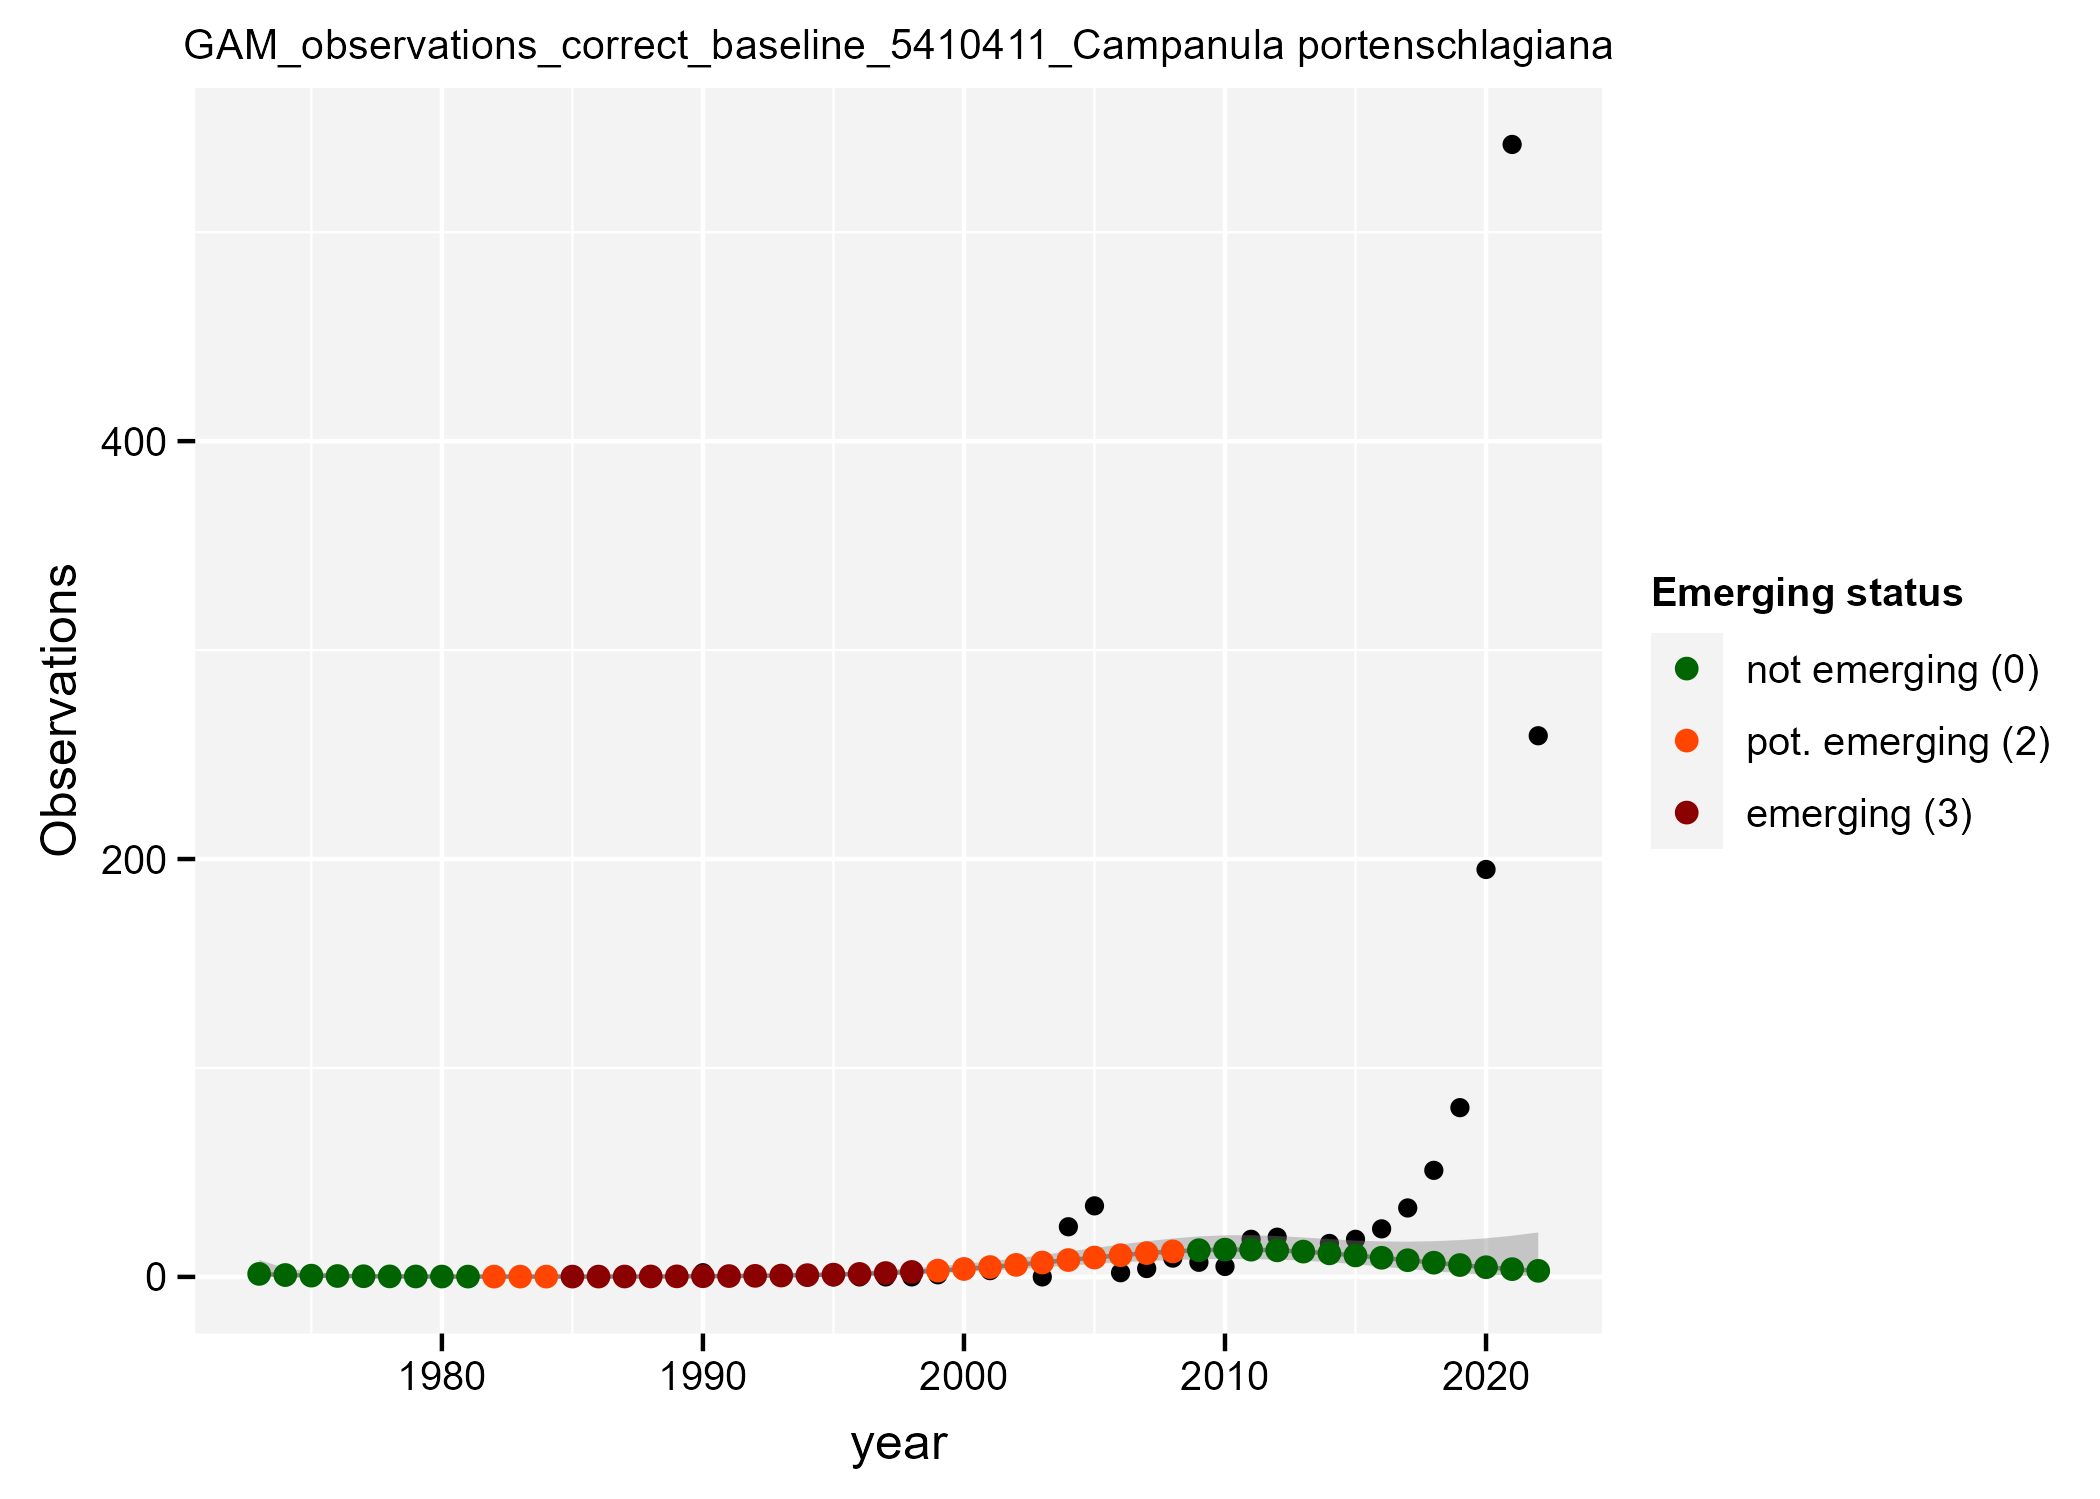 GAM_observations_correct_baseline_5410411_Campanula portenschlagiana
Observations
400
200
0
1980
1990
2000
2010
2020
year
Emerging status
not emerging (0)
pot. emerging (2)
emerging (3)